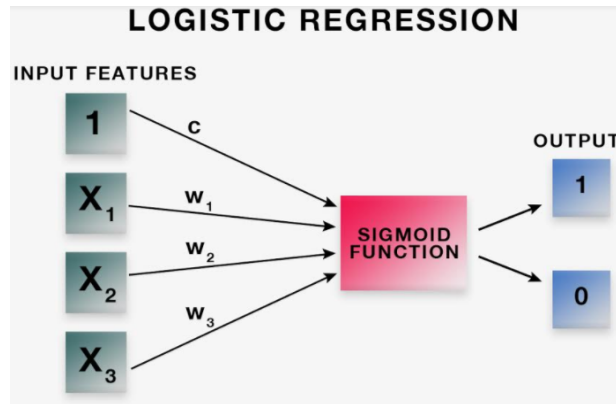 LOGISTIC REGRESSION
INPUT FEATURES
1
c
OUTPUT
X₁
w₁
1
SIGMOID
FUNCTION
X₂
w₂
0
X₃
w₃